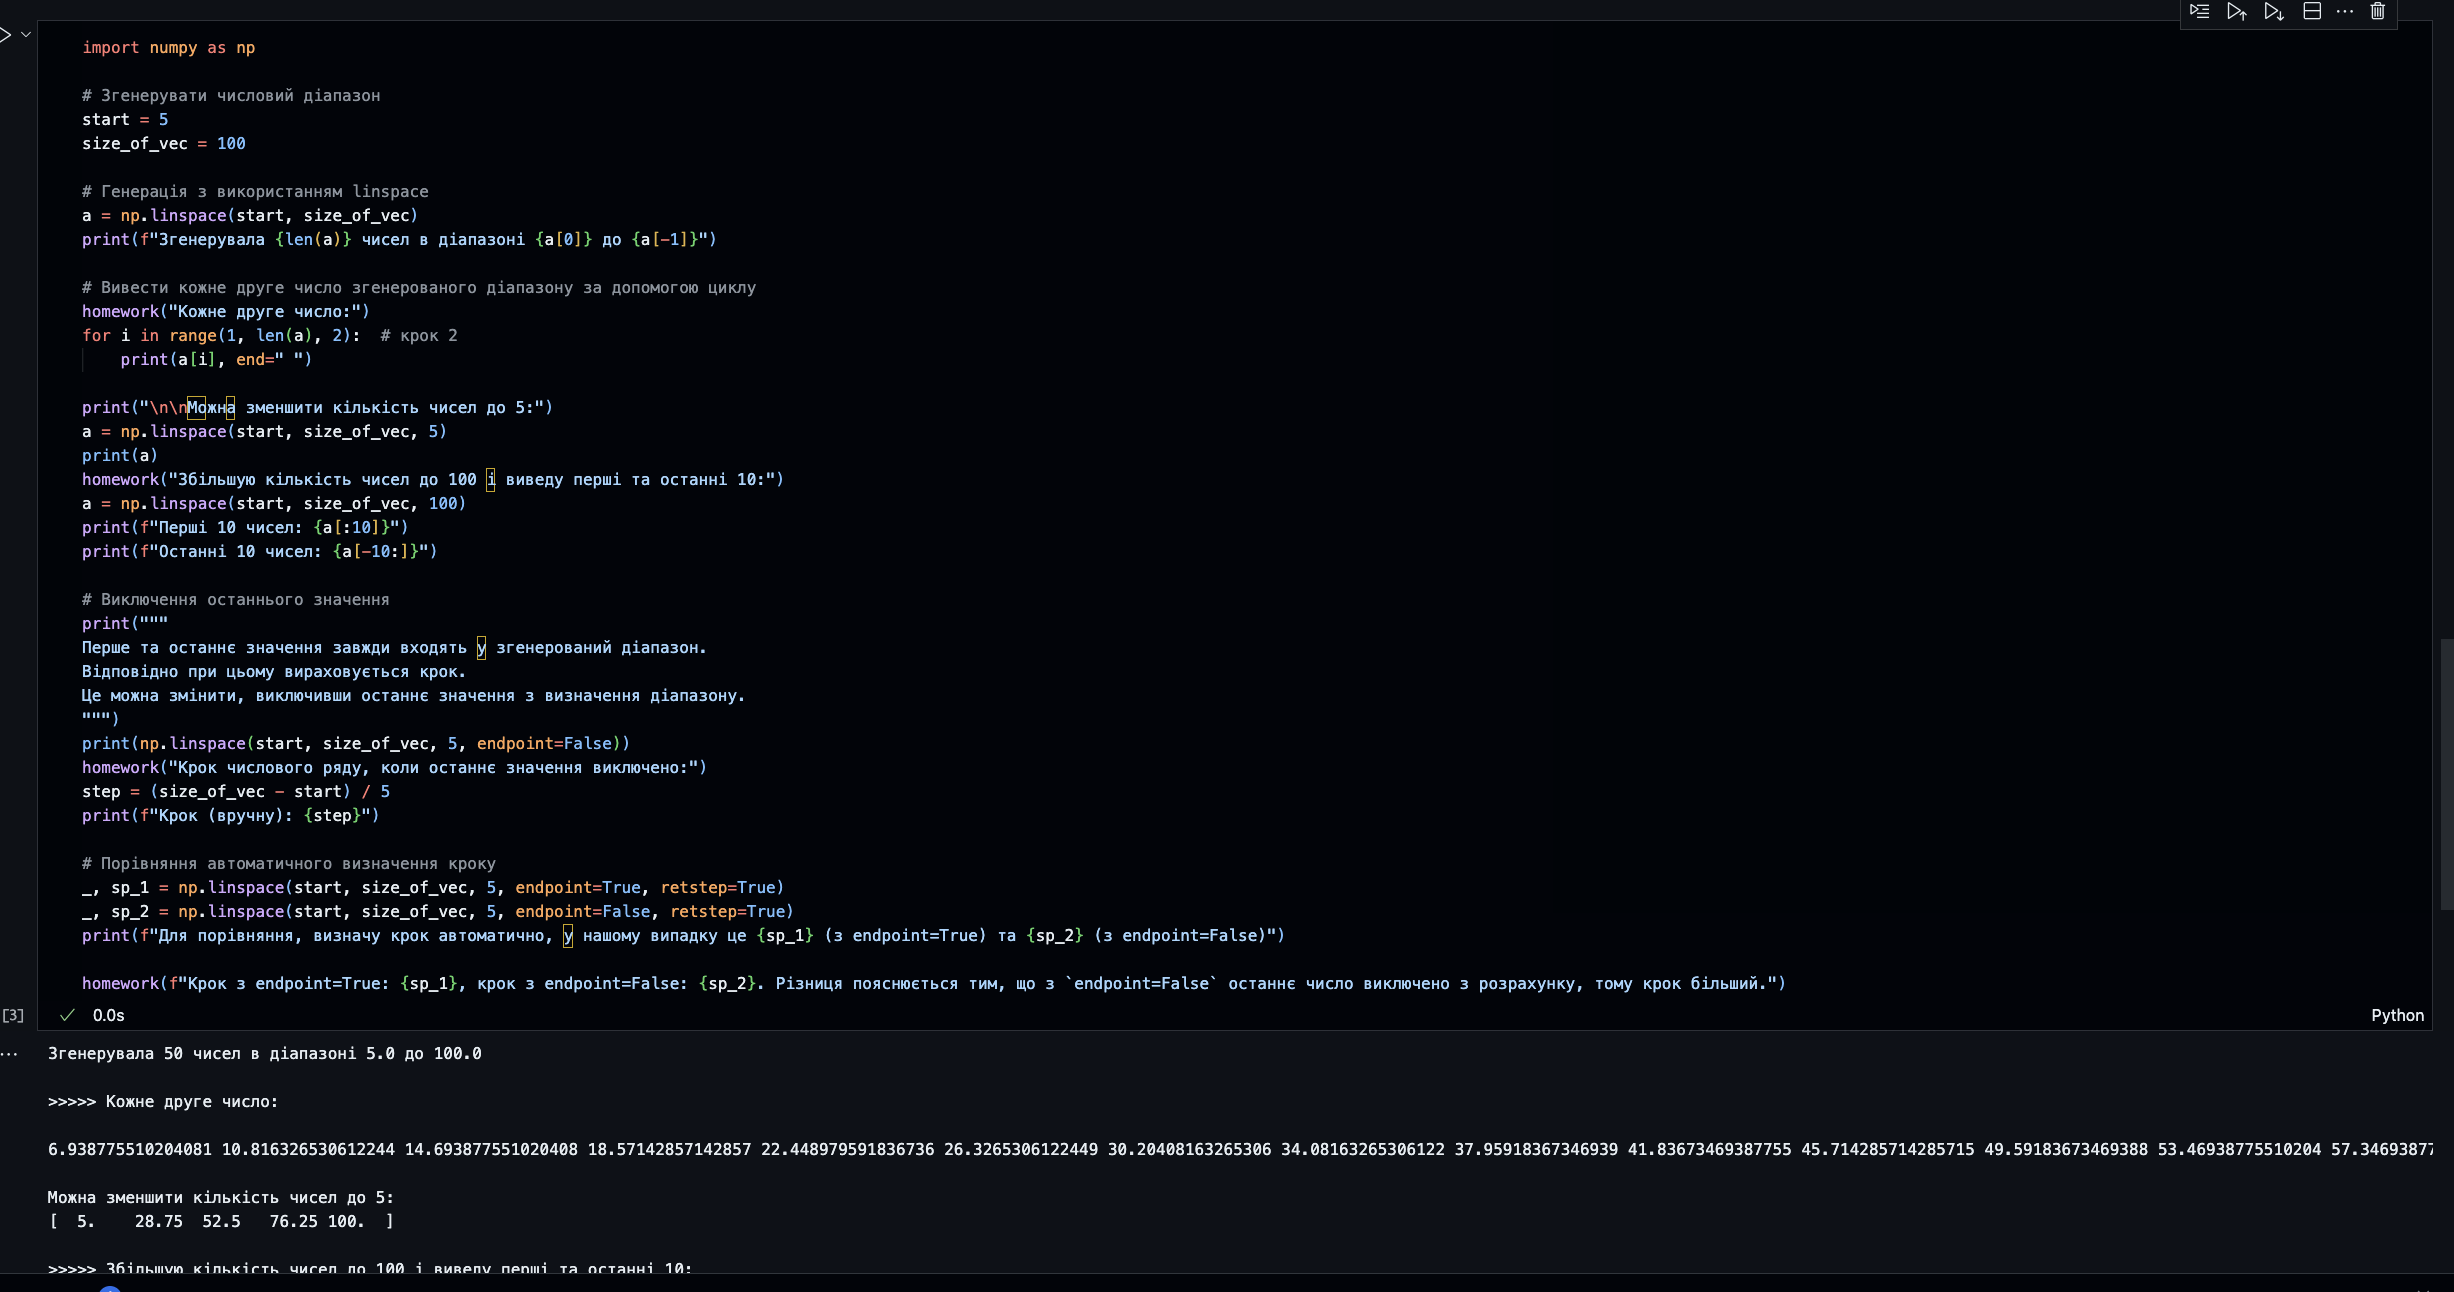 import numpy as np
# Згенерувати числовий діапазон
start = 5
size_of_vec = 100
# Генерація з використанням linspace
a = np.linspace(start, size_of_vec)
print(f"Згенерувала {len(a)} чисел в діапазоні {a[0]} до {a[-1]}")
# Вивести кожне друге число згенерованого діапазону за допомогою циклу
homework("Кожне друге число:")
for i in range(1, len(a), 2):  # крок 2
    print(a[i], end=" ")
print("\n\nМожна зменшити кількість чисел до 5:")
a = np.linspace(start, size_of_vec, 5)
print(a)
homework("Збільшую кількість чисел до 100 і виведу перші та останні 10:")
a = np.linspace(start, size_of_vec, 100)
print(f"Перші 10 чисел: {a[:10]}")
print(f"Останні 10 чисел: {a[-10:]}")
# Виключення останнього значення
print("""
Перше та останнє значення завжди входять у згенерований діапазон.
Відповідно при цьому вираховується крок.
Це можна змінити, виключивши останнє значення з визначення діапазону.
""")
print(np.linspace(start, size_of_vec, 5, endpoint=False))
homework("Крок числового ряду, коли останнє значення виключено:")
step = (size_of_vec - start) / 5
print(f"Крок (вручну): {step}")
# Порівняння автоматичного визначення кроку
_, sp_1 = np.linspace(start, size_of_vec, 5, endpoint=True, retstep=True)
_, sp_2 = np.linspace(start, size_of_vec, 5, endpoint=False, retstep=True)
print(f"Для порівняння, визначу крок автоматично, у нашому випадку це {sp_1} (з endpoint=True) та {sp_2} (з endpoint=False)")
homework(f"Крок з endpoint=True: {sp_1}, крок з endpoint=False: {sp_2}. Різниця пояснюється тим, що з `endpoint=False` останнє число виключено з розрахунку, тому крок більший.")
[3] ✓ 0.0s Python
Згенерувала 50 чисел в діапазоні 5.0 до 100.0
>>>>> Кожне друге число:
6.938775510204081 10.816326530612244 14.693877551020408 18.57142857142857 22.448979591836736 26.3265306122449 30.20408163265306 34.08163265306122 37.95918367346939 41.83673469387755 45.714285714285715 49.59183673469388 53.46938775510204 57.3469387
Можна зменшити кількість чисел до 5:
[  5.    28.75  52.5   76.25 100.  ]
>>>>> Збільшую кількість чисел до 100 і виведу перші та останні 10: